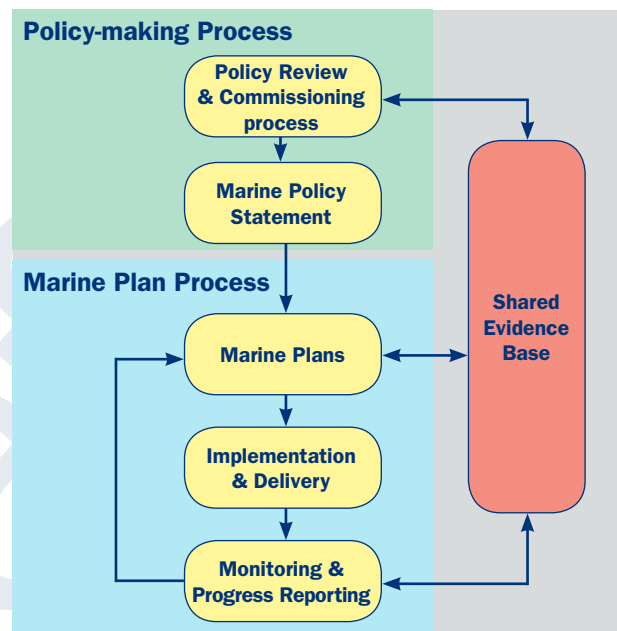 Policy-making Process
Policy Review
& Commissioning
process
Marine Policy
Statement
Marine Plan Process
Marine Plans
Shared
Evidence
Base
Implementation
& Delivery
Monitoring &
Progress Reporting